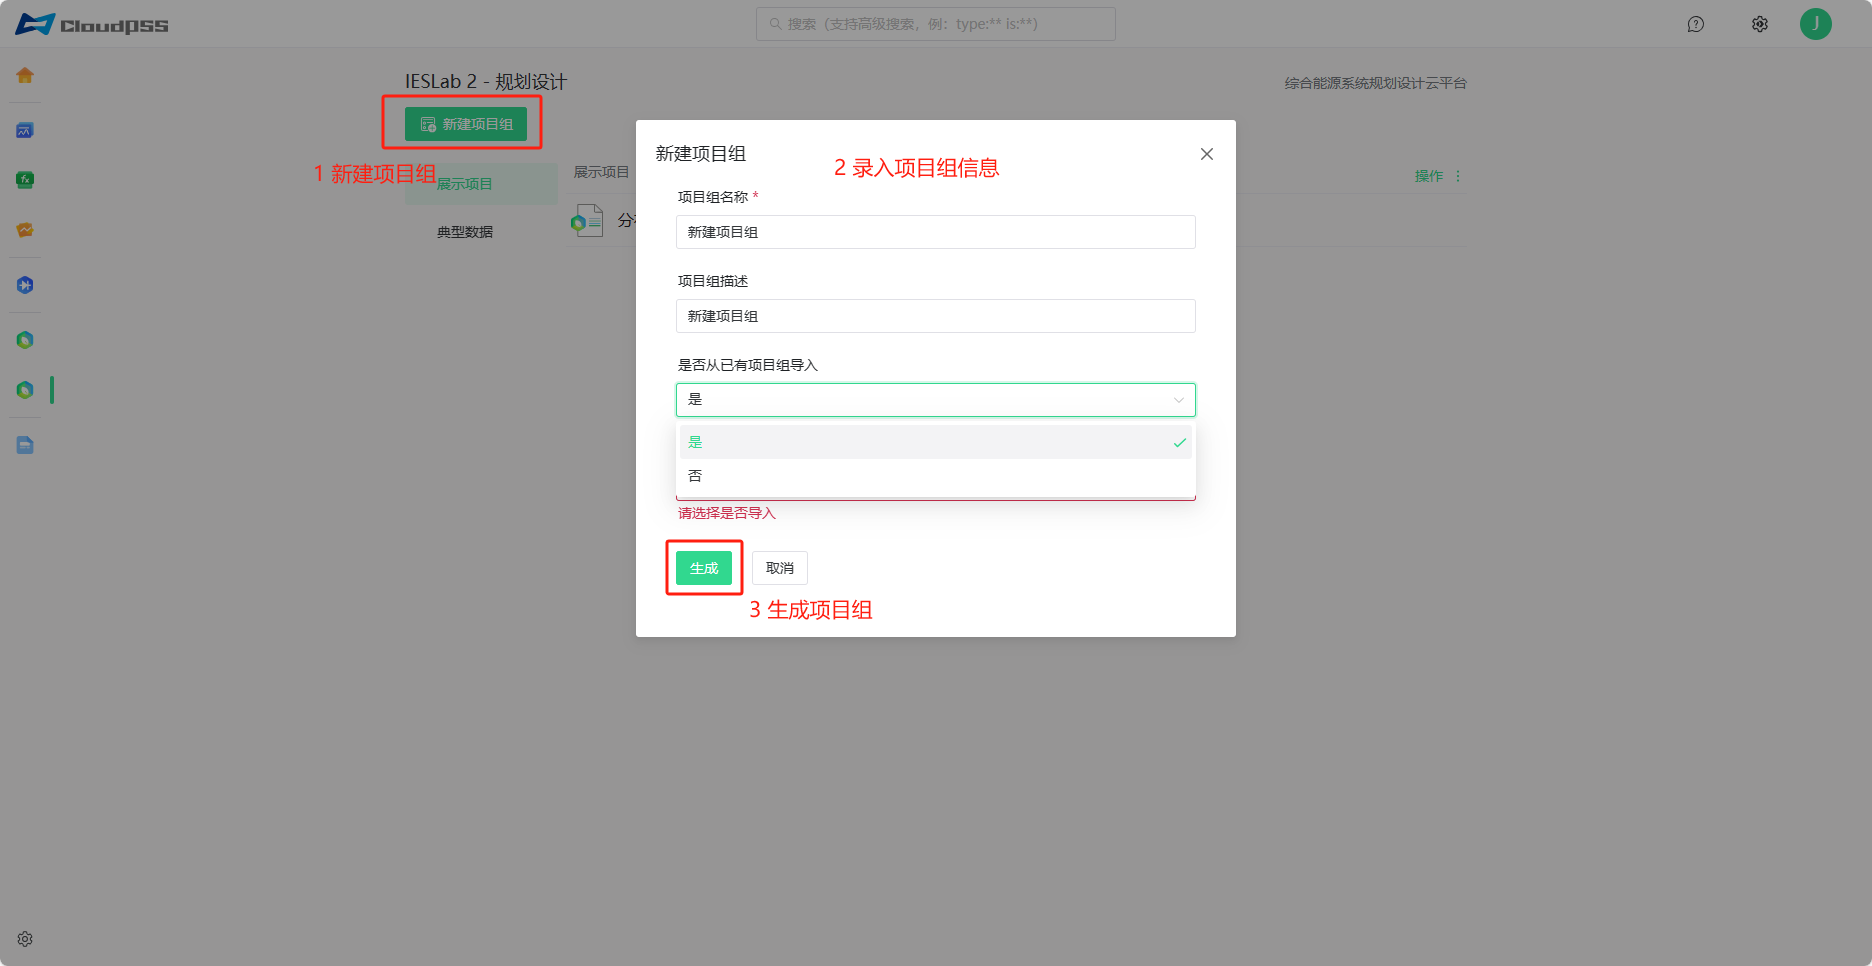 CloudPSS
搜索（支持高级搜索，例：type:** is:**）
J
IESLab 2 - 规划设计
综合能源系统规划设计云平台
新建项目组
1 新建项目组
展示项目
典型数据
展示项目
操作
新建项目组
2 录入项目组信息
项目组名称 *
新建项目组
项目组描述
新建项目组
是否从已有项目组导入
是
是
否
请选择是否导入
生成
取消
3 生成项目组